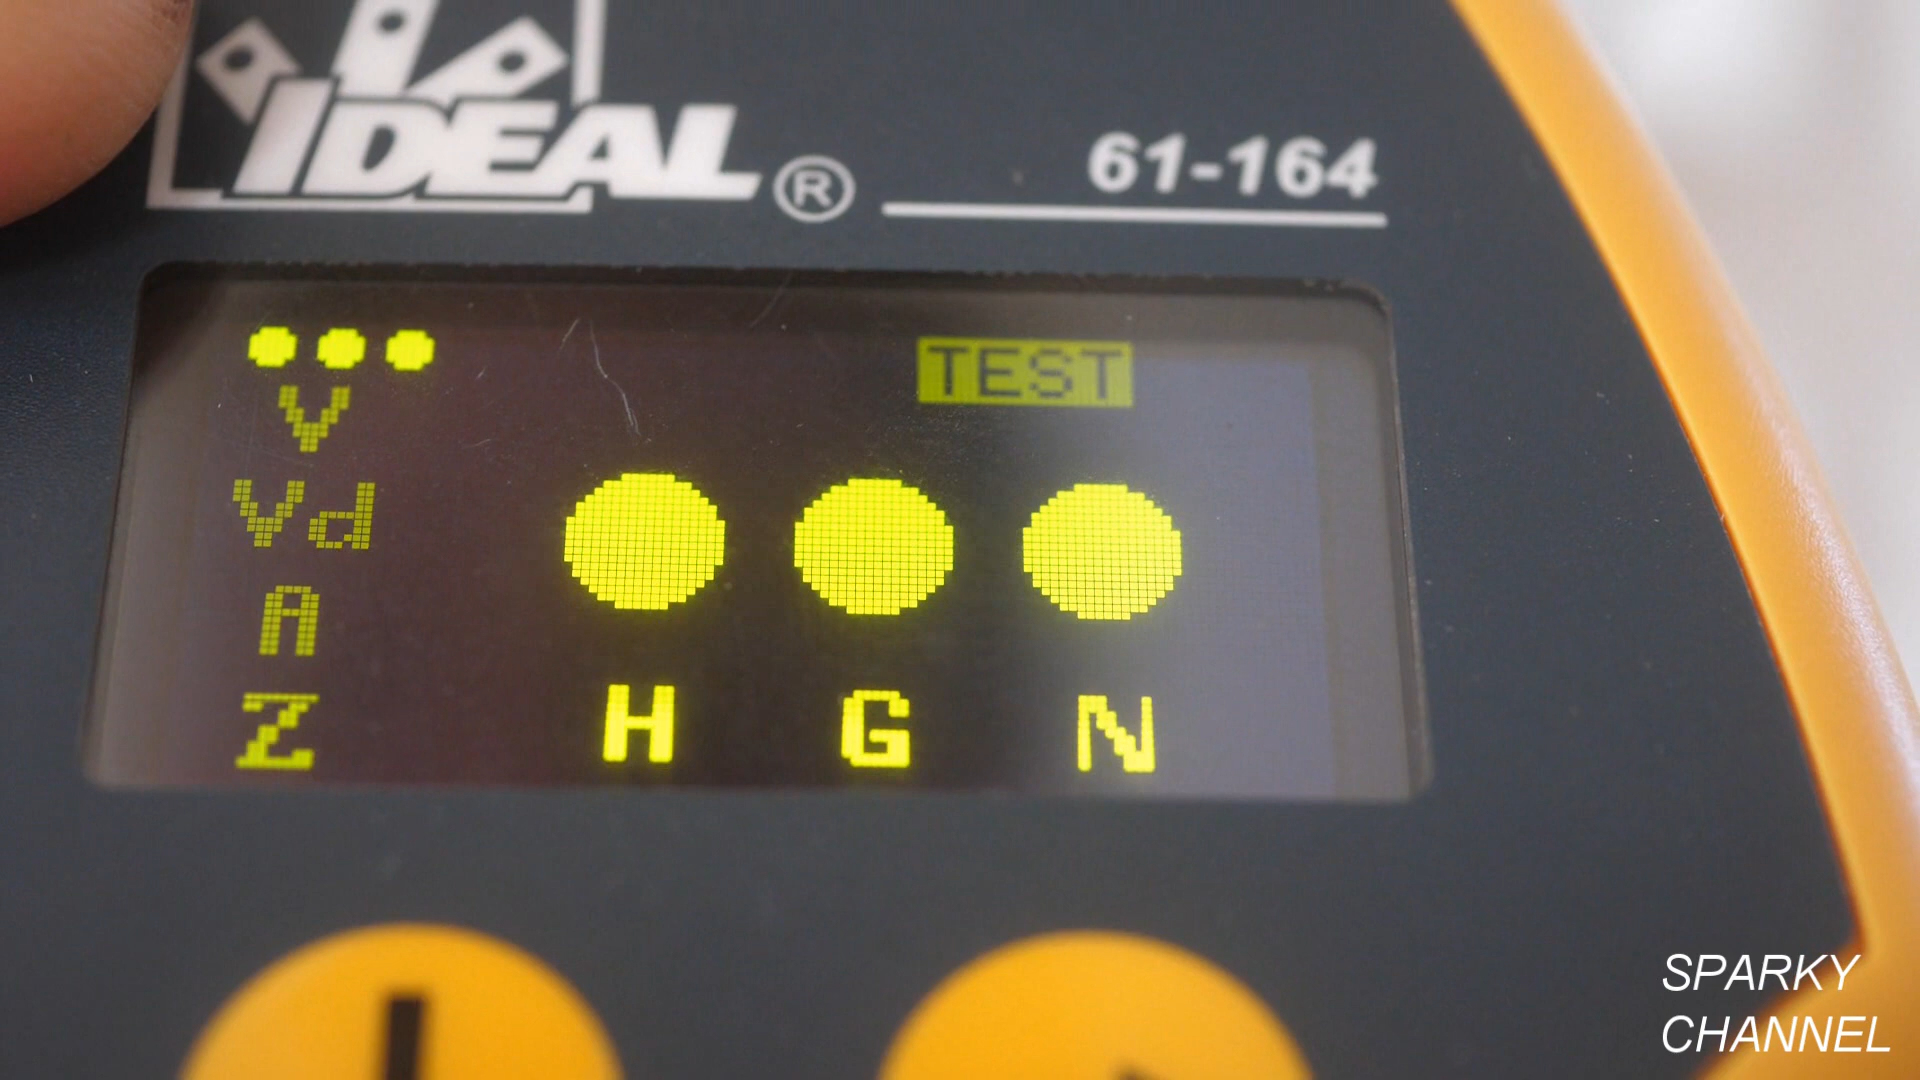 IDEAL®
61-164
TEST
V
Vd
A
Z
H G N
SPARKY
CHANNEL